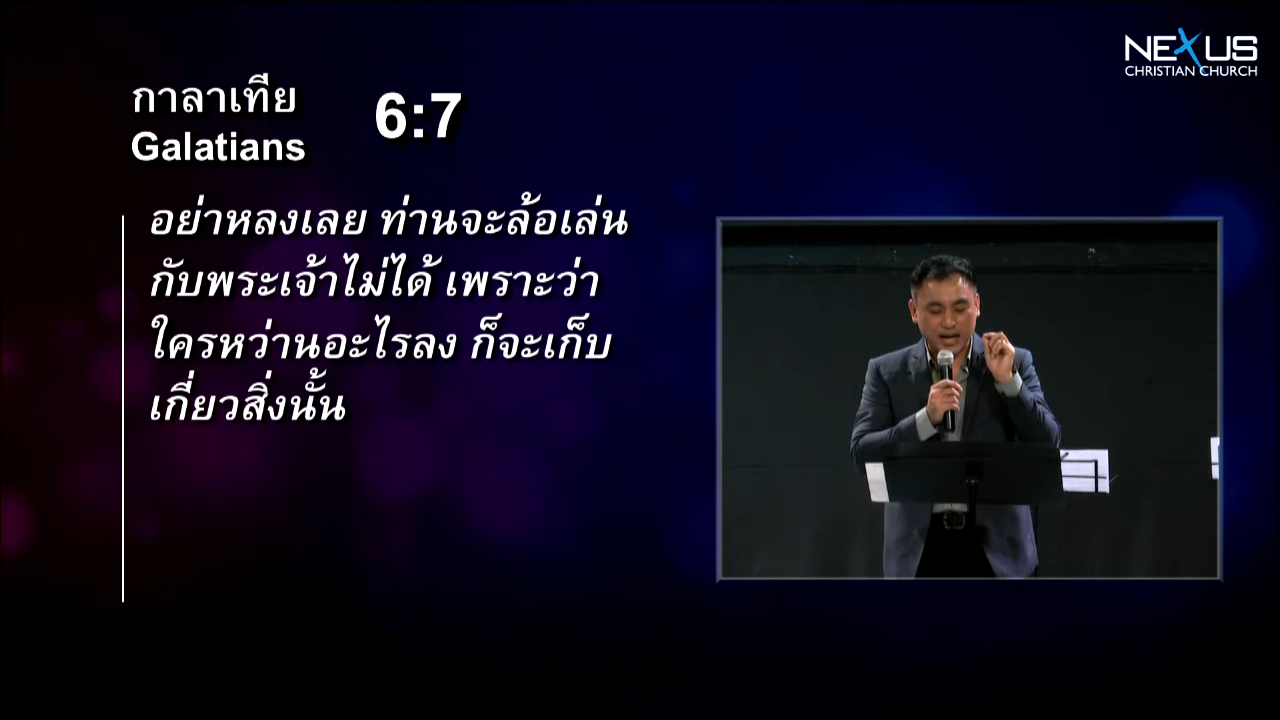 NEXUS
CHRISTIAN CHURCH
กาลาเทีย
Galatians
6:7
อย่าหลงเลย ท่านจะล้อเล่น
กับพระเจ้าไม่ได้ เพราะว่า
ใครหว่านอะไรลง ก็จะเก็บ
เกี่ยวสิ่งนั้น